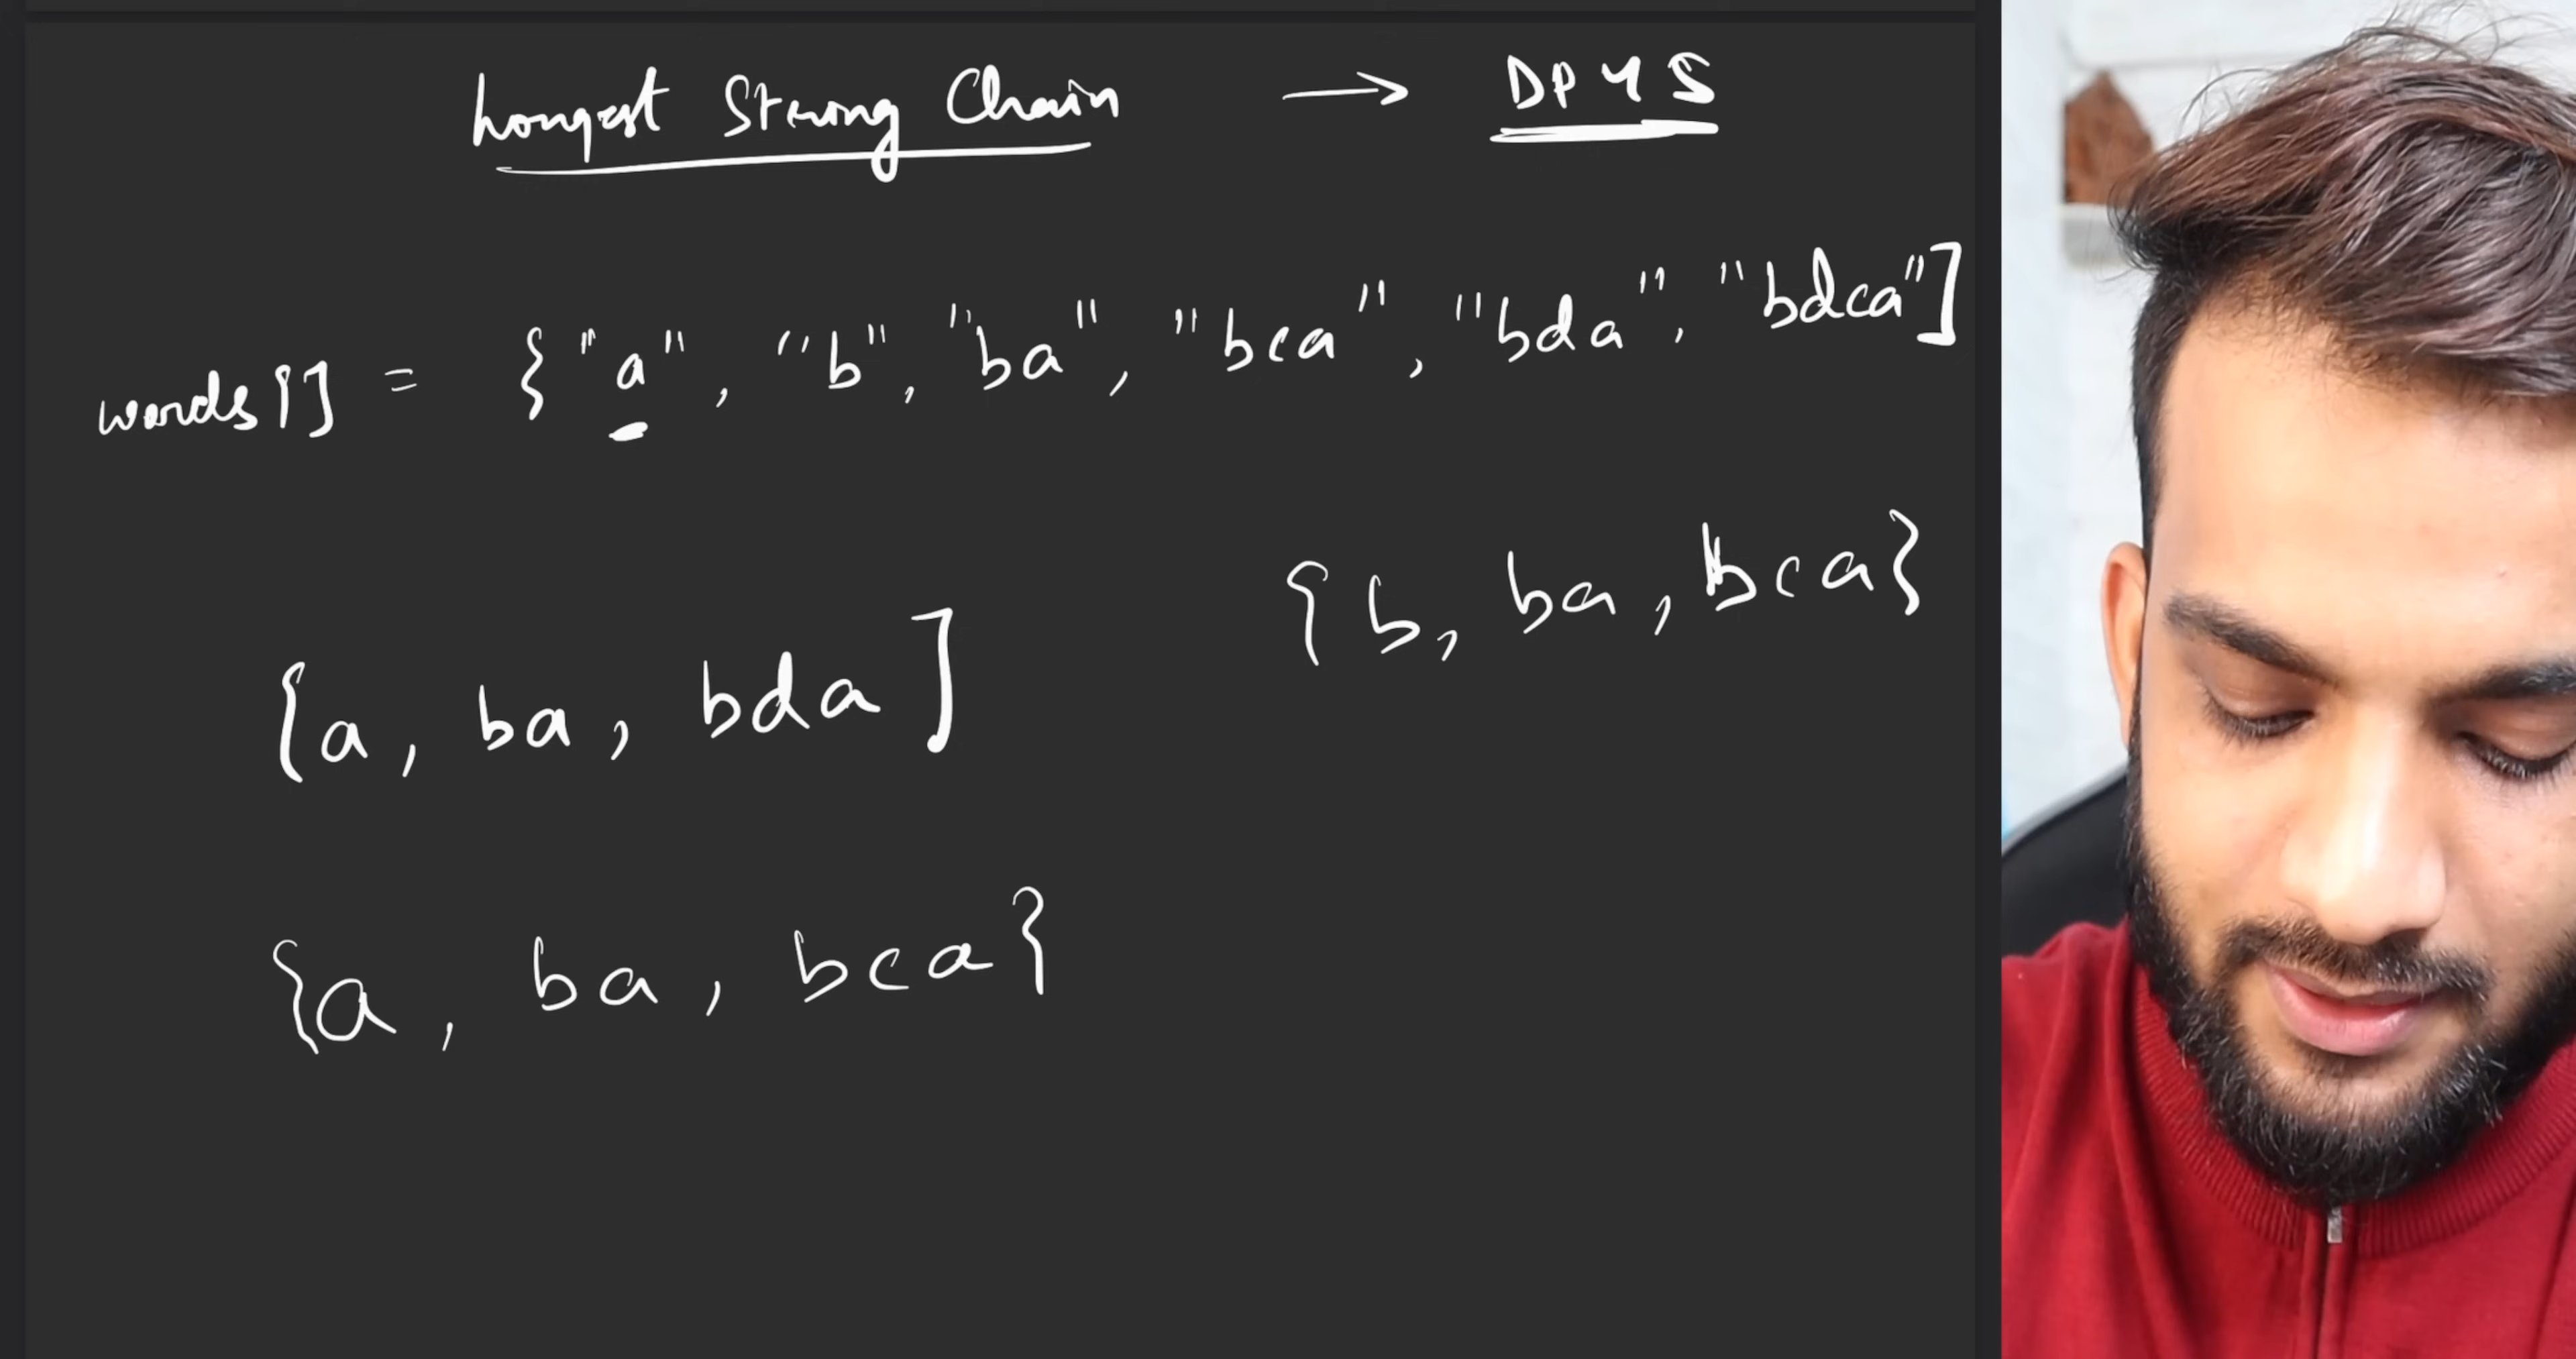 Longest String Chain → DP 45
words[] = {"a", "b", "ba", "bca", "bda", "bdca"]
{b, ba, bca}
{a, ba, bda]
{a, ba, bca}